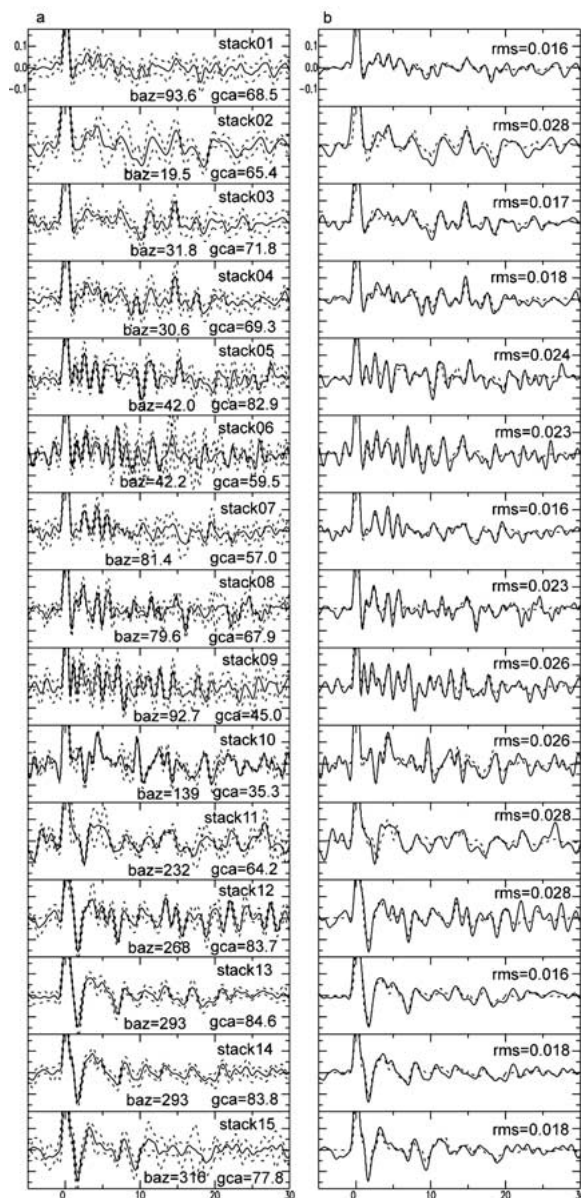 a b
stack01
0.1
0.0
-0.1
baz=93.6 gca=68.5
0.1
0.0
-0.1
rms=0.016
stack02
baz=19.5 gca=65.4
rms=0.028
stack03
baz=31.8 gca=71.8
rms=0.017
stack04
baz=30.6 gca=69.3
rms=0.018
stack05
baz=42.0 gca=82.9
rms=0.024
stack06
baz=42.2 gca=59.5
rms=0.023
stack07
baz=81.4 gca=57.0
rms=0.016
stack08
baz=79.6 gca=67.9
rms=0.023
stack09
baz=92.7 gca=45.0
rms=0.026
stack10
baz=139 gca=35.3
rms=0.026
stack11
baz=232 gca=64.2
rms=0.028
stack12
baz=268 gca=83.7
rms=0.028
stack13
baz=293 gca=84.6
rms=0.016
stack14
baz=293 gca=83.8
rms=0.018
stack15
baz=316 gca=77.8
rms=0.018
0 10 20 30 0 10 20 30